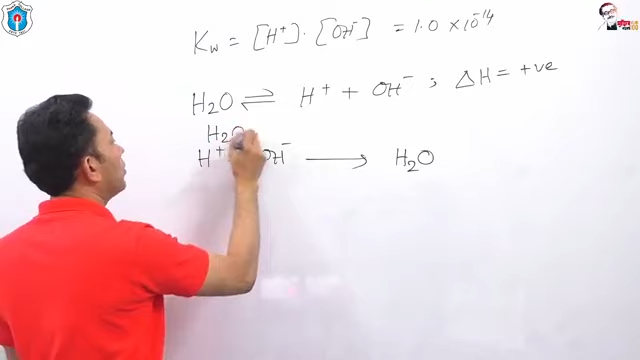 Kw = [H⁺]·[OH⁻] = 1.0 × 10⁻¹⁴
H₂O ⇌ H⁺ + OH⁻ ; ΔH = +ve
H₂O
H⁺ OH⁻ ⟶ H₂O